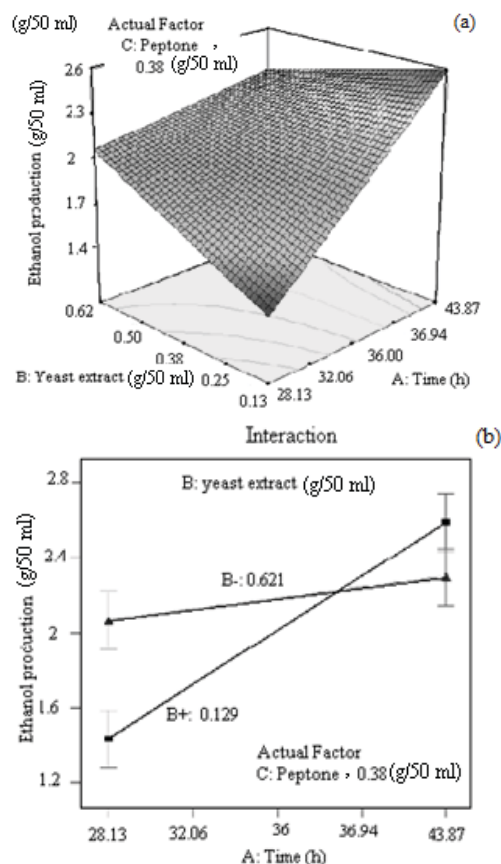 (g/50 ml)
Actual Factor
C: Peptone ,
0.38 (g/50 ml)
(a)
2.6
2.3
2
1.7
1.4
Ethanol production (g/50 ml)
0.62
0.50
0.38
0.25
0.13
B: Yeast extract (g/50 ml)
43.87
36.94
36.00
32.06
28.13
A: Time (h)
Interaction
(b)
B: yeast extract (g/50 ml)
2.8
2.4
2
1.6
1.2
Ethanol production (g/50 ml)
B-: 0.621
B+: 0.129
Actual Factor
C: Peptone , 0.38 (g/50 ml)
28.13 32.06 36 36.94 43.87
A: Time (h)